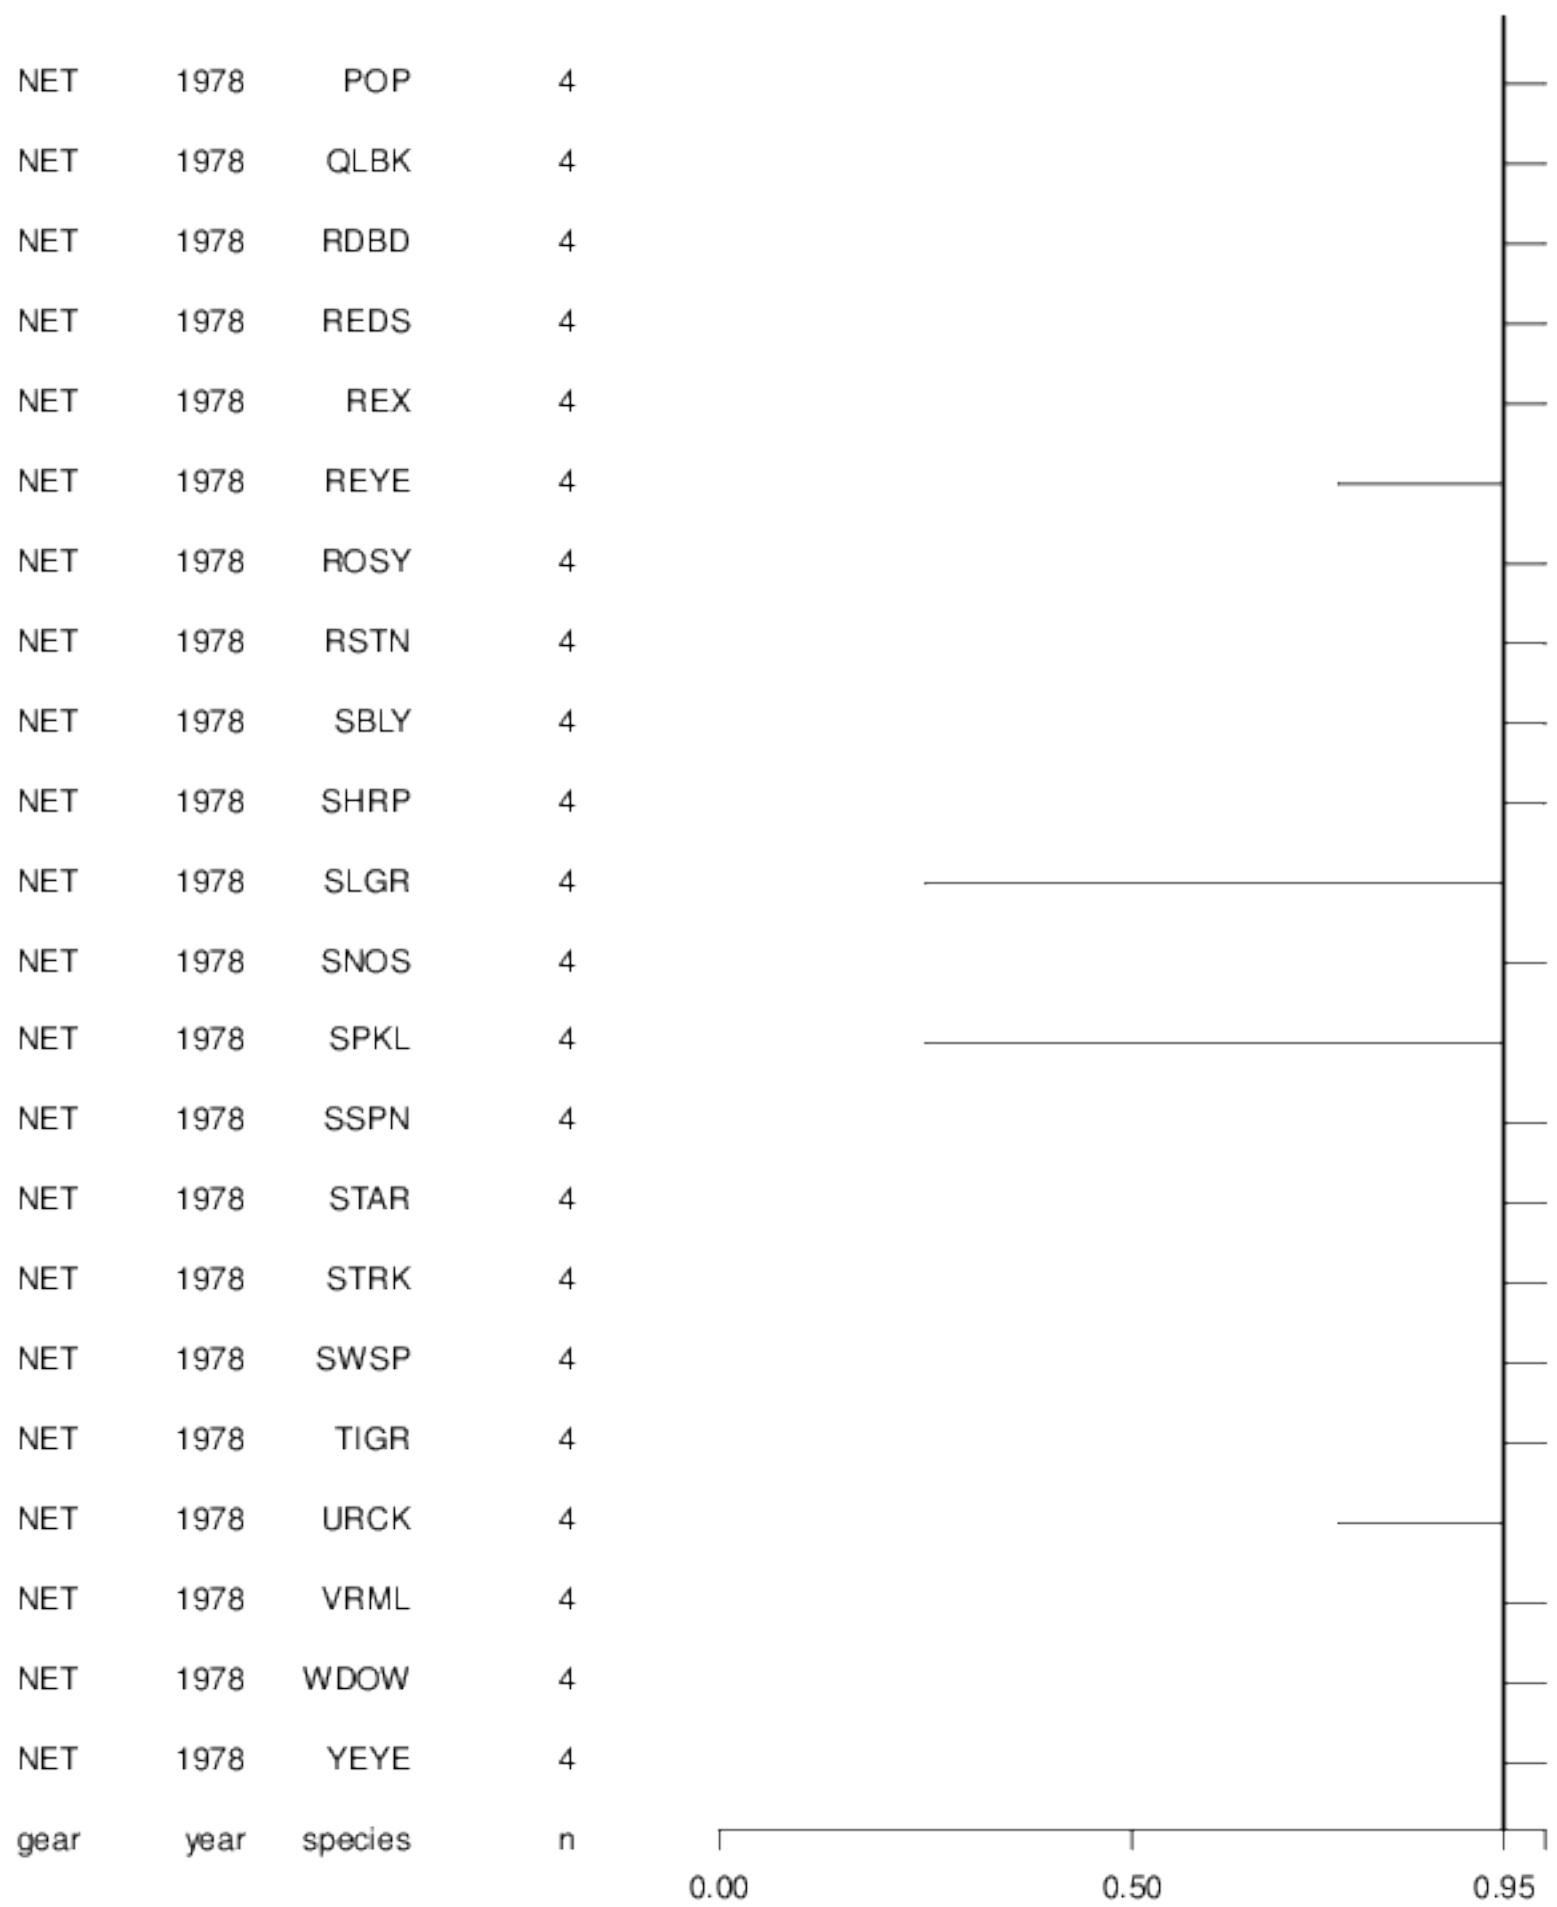 NET 1978 POP 4
NET 1978 QLBK 4
NET 1978 RDBD 4
NET 1978 REDS 4
NET 1978 REX 4
NET 1978 REYE 4
NET 1978 ROSY 4
NET 1978 RSTN 4
NET 1978 SBLY 4
NET 1978 SHRP 4
NET 1978 SLGR 4
NET 1978 SNOS 4
NET 1978 SPKL 4
NET 1978 SSPN 4
NET 1978 STAR 4
NET 1978 STRK 4
NET 1978 SWSP 4
NET 1978 TIGR 4
NET 1978 URCK 4
NET 1978 VRML 4
NET 1978 WDOW 4
NET 1978 YEYE 4
gear year species n
0.00 0.50 0.95